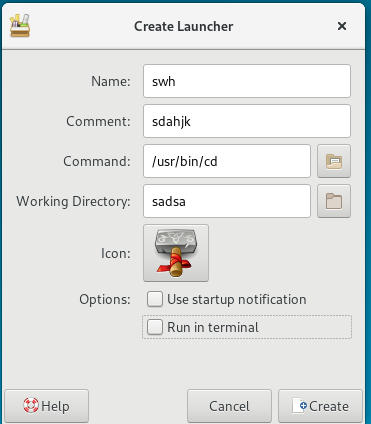 Create Launcher
Name: swh
Comment: sdahjk
Command: /usr/bin/cd
Working Directory: sadsa
Icon:
Options: Use startup notification
Run in terminal
Help Cancel Create